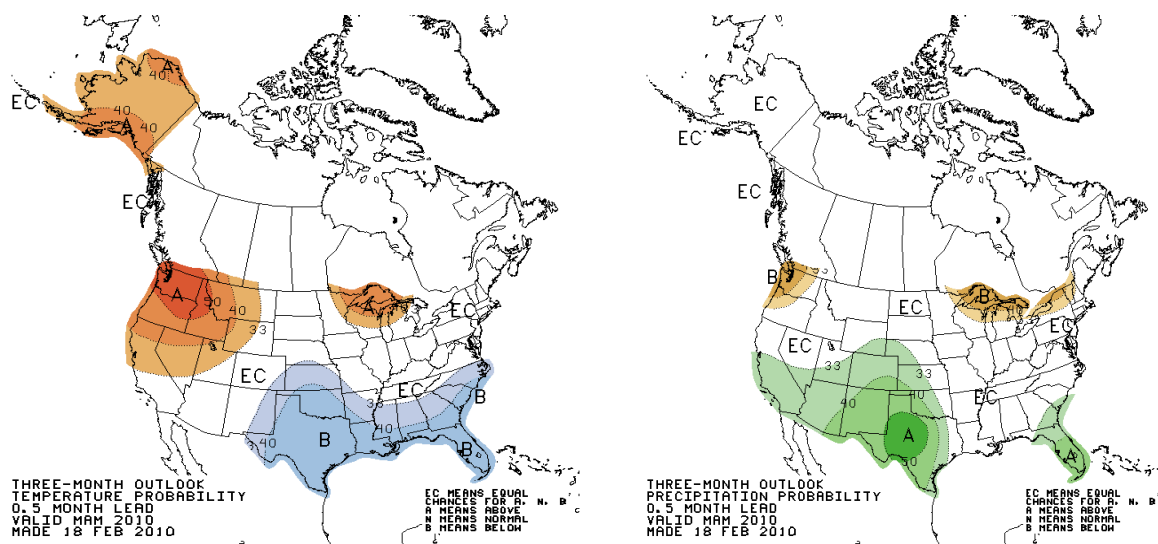 A
40
EC
40
A 40
EC
A
50
40
33
EC
A
EC
EC
33
40
B
40
B
B
THREE-MONTH OUTLOOK
TEMPERATURE PROBABILITY
0.5 MONTH LEAD
VALID MAM 2010
MADE 18 FEB 2010
EC MEANS EQUAL
CHANCES FOR A, N, B
A MEANS ABOVE
N MEANS NORMAL
B MEANS BELOW
EC
EC
EC
B
33
EC
B
40
EC
EC
33
33
40
40
EC
A
50
A
THREE-MONTH OUTLOOK
PRECIPITATION PROBABILITY
0.5 MONTH LEAD
VALID MAM 2010
MADE 18 FEB 2010
EC MEANS EQUAL
CHANCES FOR A, N, B
A MEANS ABOVE
N MEANS NORMAL
B MEANS BELOW